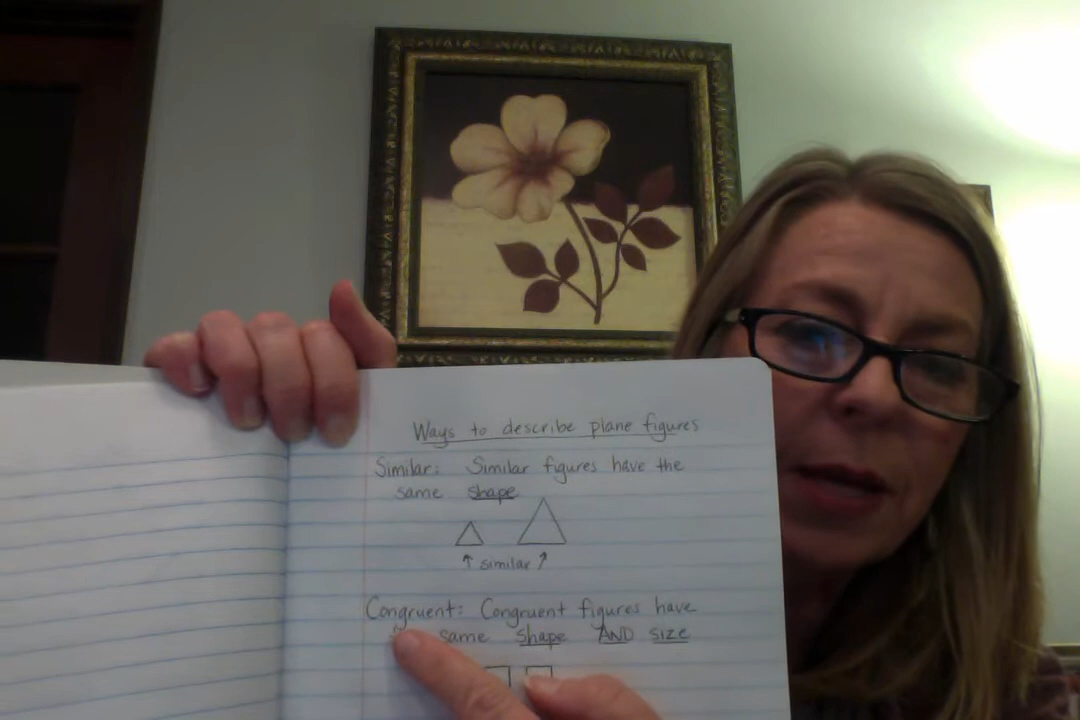 Ways to describe plane figures
Similar: Similar figures have the
same shape
↑ similar ↑
Congruent: Congruent figures have
same shape AND size